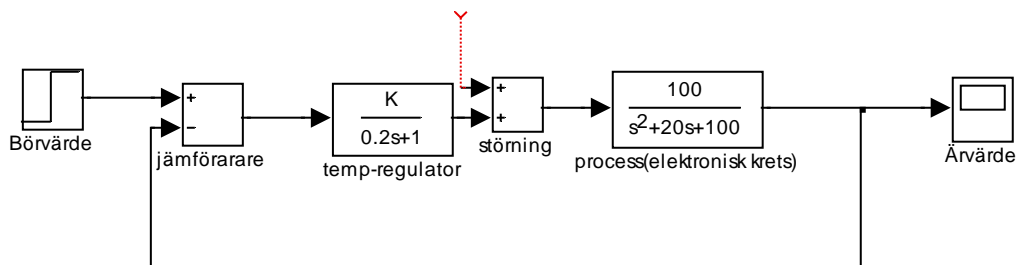 Börvärde
+
−
jämförarare
K
0.2s+1
temp-regulator
+
+
störning
100
s²+20s+100
process(elektronisk krets)
Ärvärde